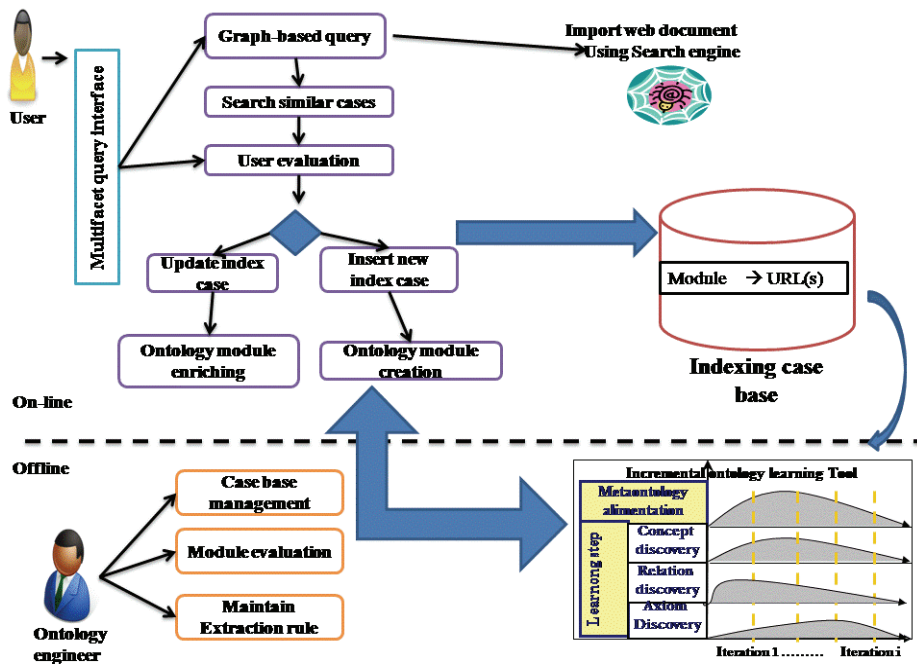 Graph-based query
Import web document
Using Search engine
Search similar cases
User
Multifacet query interface
User evaluation
Update index
case
Insert new
index case
Module → URL(s)
Ontology module
enriching
Ontology module
creation
Indexing case
base
On-line
Offline
Case base
management
Module evaluation
Maintain
Extraction rule
Ontology
engineer
Incremental ontology learning Tool
Metaontology
alimentation
Learnong step
Concept
discovery
Relation
discovery
Axiom
Discovery
Iteration 1 ......... Iteration i